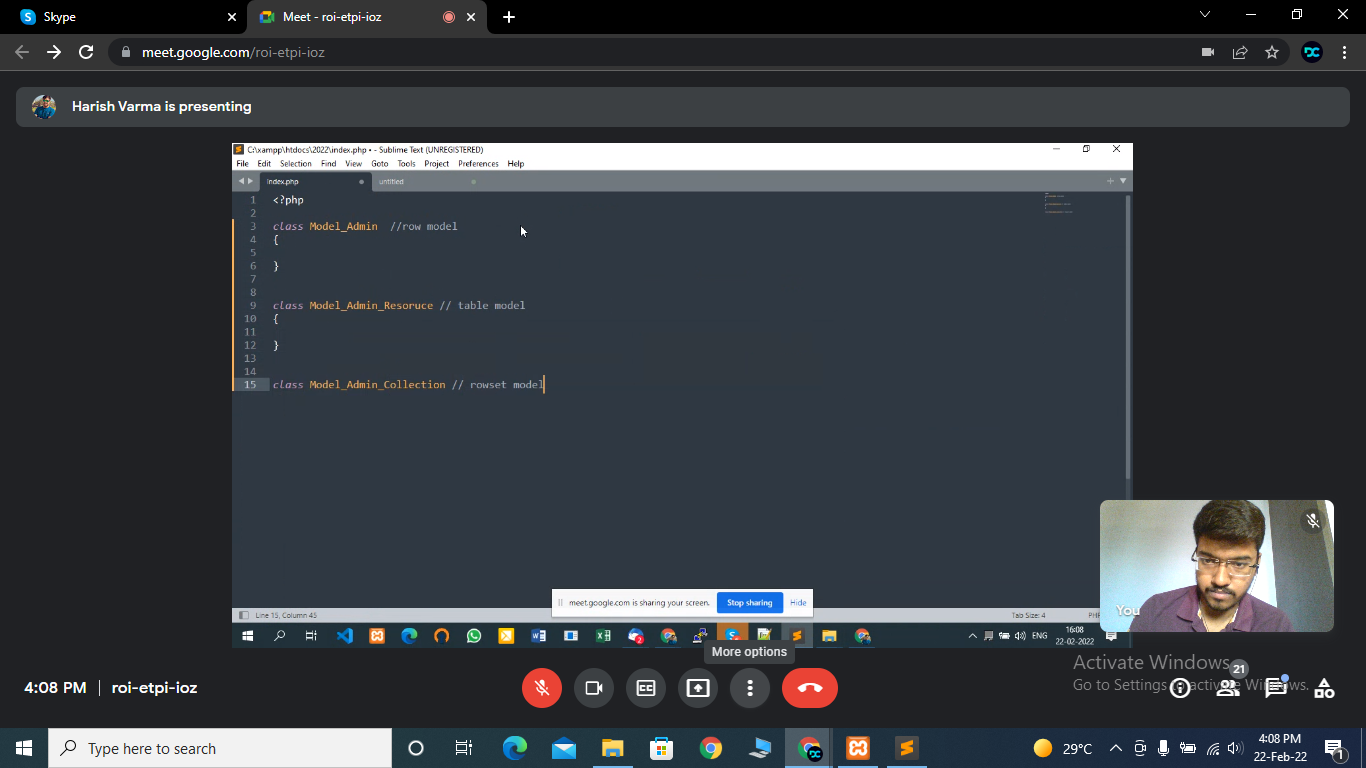 Skype
Meet - roi-etpi-ioz
meet.google.com/roi-etpi-ioz
Harish Varma is presenting
C:\xampp\htdocs\2022\index.php • - Sublime Text (UNREGISTERED)
File Edit Selection Find View Goto Tools Project Preferences Help
index.php
untitled
1 <?php
2
3 class Model_Admin //row model
4 {
5
6 }
7
8
9 class Model_Admin_Resoruce // table model
10 {
11
12 }
13
14
15 class Model_Admin_Collection // rowset model
meet.google.com is sharing your screen. Stop sharing Hide
Line 15, Column 45
Tab Size: 4
PHP
ENG
16:08
22-02-2022
You
More options
Activate Windows
Go to Settings to activate Windows.
21
4:08 PM | roi-etpi-ioz
Type here to search
29°C
4:08 PM
22-Feb-22
1